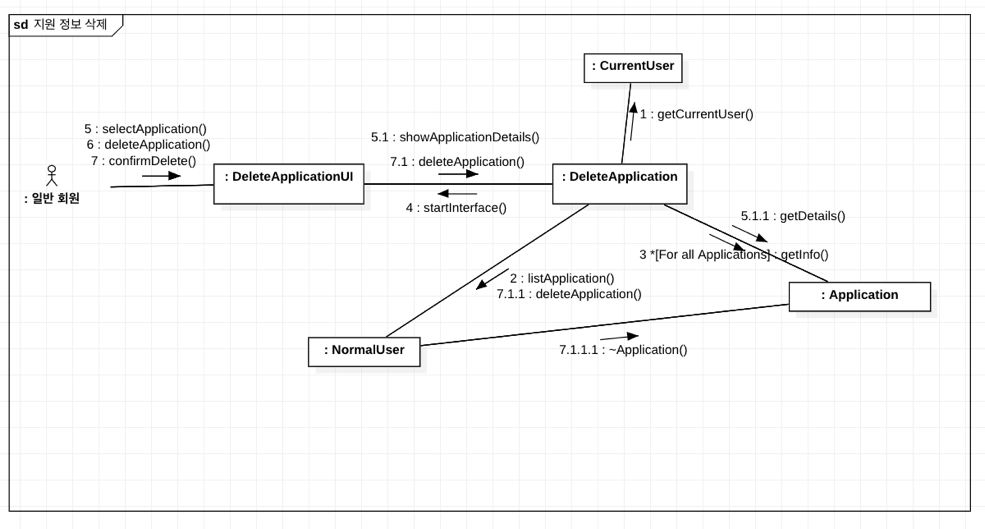 sd 지원 정보 삭제
: CurrentUser
1 : getCurrentUser()
5 : selectApplication()
6 : deleteApplication()
7 : confirmDelete()
5.1 : showApplicationDetails()
7.1 : deleteApplication()
: 일반 회원
: DeleteApplicationUI
: DeleteApplication
4 : startInterface()
5.1.1 : getDetails()
3 *[For all Applications] : getInfo()
2 : listApplication()
7.1.1 : deleteApplication()
: Application
: NormalUser
7.1.1.1 : ~Application()